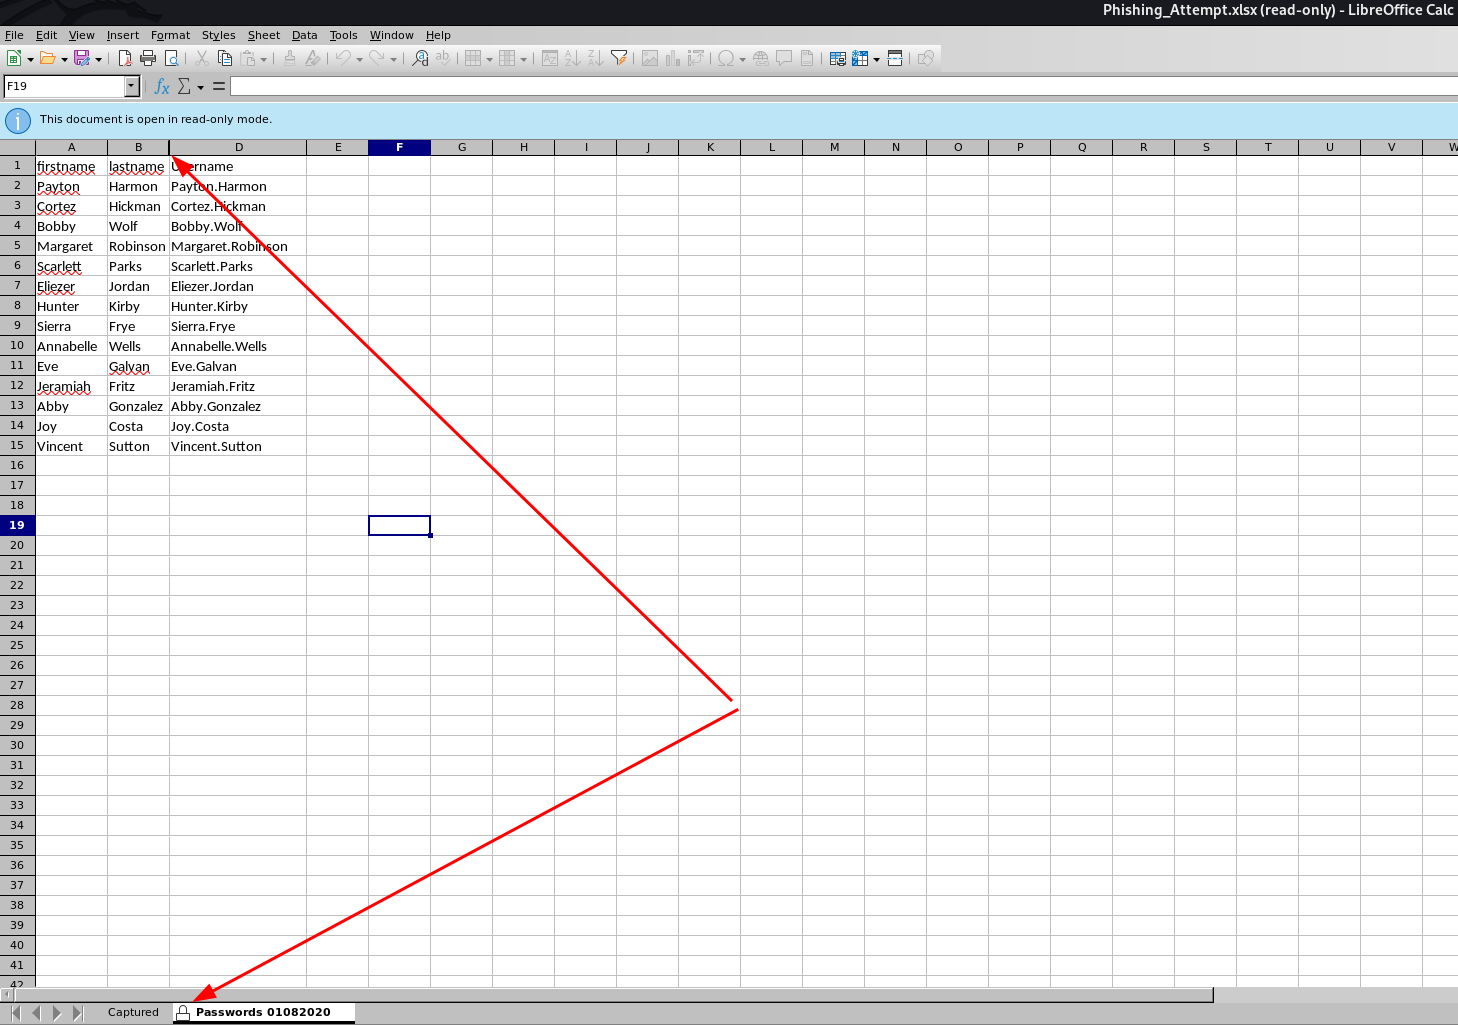 Phishing_Attempt.xlsx (read-only) - LibreOffice Calc
File Edit View Insert Format Styles Sheet Data Tools Window Help
F19
This document is open in read-only mode.
A B D E F G H I J K L M N O P Q R S T U V W
1 firstname lastname
2 Payton Harmon Payton.Harmon
3 Cortez Hickman Cortez.Hickman
4 Bobby Wolf Bobby.Wolf
5 Margaret Robinson Margaret.Robinson
6 Scarlett Parks Scarlett.Parks
7 Eliezer Jordan Eliezer.Jordan
8 Hunter Kirby Hunter.Kirby
9 Sierra Frye Sierra.Frye
10 Annabelle Wells Annabelle.Wells
11 Eve Galvan Eve.Galvan
12 Jeramiah Fritz Jeramiah.Fritz
13 Abby Gonzalez Abby.Gonzalez
14 Joy Costa Joy.Costa
15 Vincent Sutton Vincent.Sutton
16
17
18
19
20
21
22
23
24
25
26
27
28
29
30
31
32
33
34
35
36
37
38
39
40
41
42
Captured Passwords 01082020